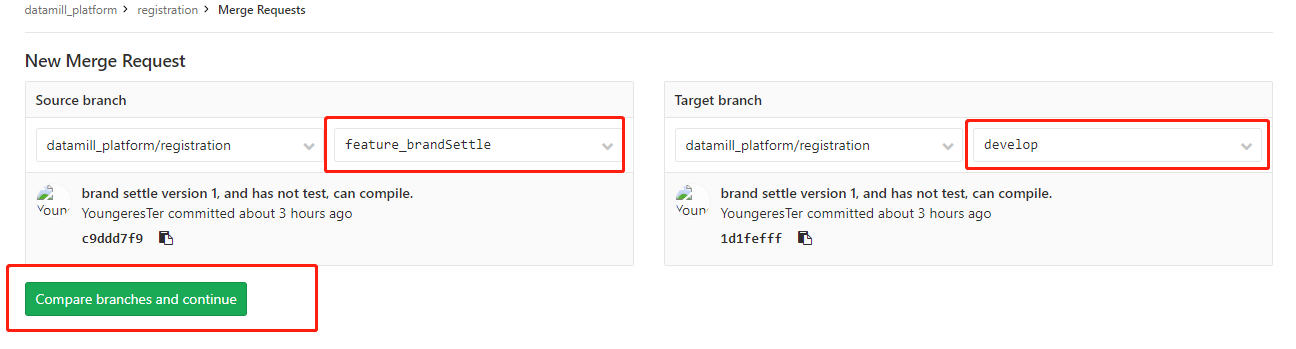 datamill_platform > registration > Merge Requests
New Merge Request
Source branch
datamill_platform/registration
feature_brandSettle
brand settle version 1, and has not test, can compile.
Youn
YoungeresTer committed about 3 hours ago
c9ddd7f9
Target branch
datamill_platform/registration
develop
brand settle version 1, and has not test, can compile.
Youn
YoungeresTer committed about 3 hours ago
1d1fefff
Compare branches and continue